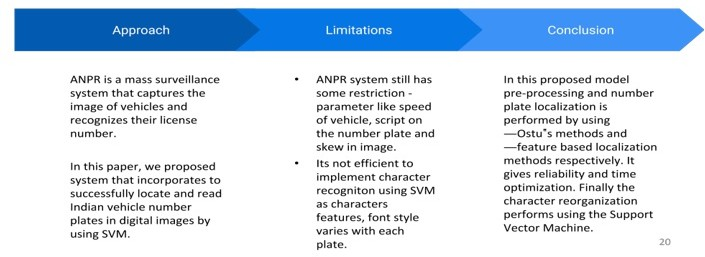 Approach
Limitations
Conclusion
ANPR is a mass surveillance
system that captures the
image of vehicles and
recognizes their license
number.
In this paper, we proposed
system that incorporates to
successfully locate and read
Indian vehicle number
plates in digital images by
using SVM.
• ANPR system still has
some restriction -
parameter like speed
of vehicle, script on
the number plate and
skew in image.
• Its not efficient to
implement character
recogniton using SVM
as characters
features, font style
varies with each
plate.
In this proposed model
pre-processing and number
plate localization is
performed by using
―Ostu‟s methods and
―feature based localization
methods respectively. It
gives reliability and time
optimization. Finally the
character reorganization
performs using the Support
Vector Machine.
20